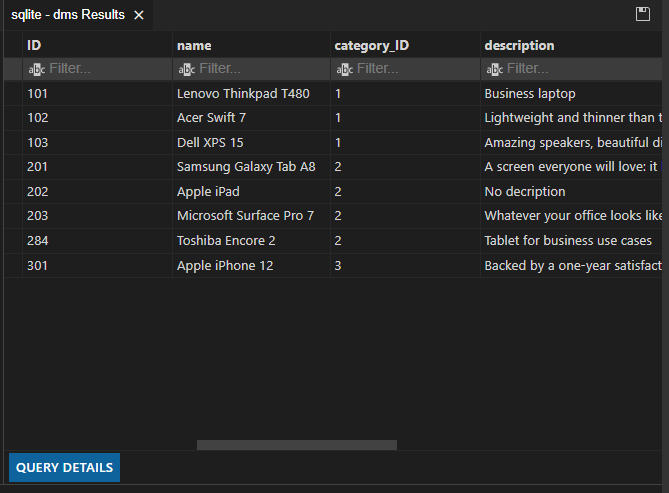 sqlite - dms Results
ID name category_ID description
abc Filter... abc Filter... abc Filter... abc Filter...
101 Lenovo Thinkpad T480 1 Business laptop
102 Acer Swift 7 1 Lightweight and thinner than
103 Dell XPS 15 1 Amazing speakers, beautiful
201 Samsung Galaxy Tab A8 2 A screen everyone will love: it
202 Apple iPad 2 No decription
203 Microsoft Surface Pro 7 2 Whatever your office looks like
284 Toshiba Encore 2 2 Tablet for business use cases
301 Apple iPhone 12 3 Backed by a one-year
QUERY DETAILS